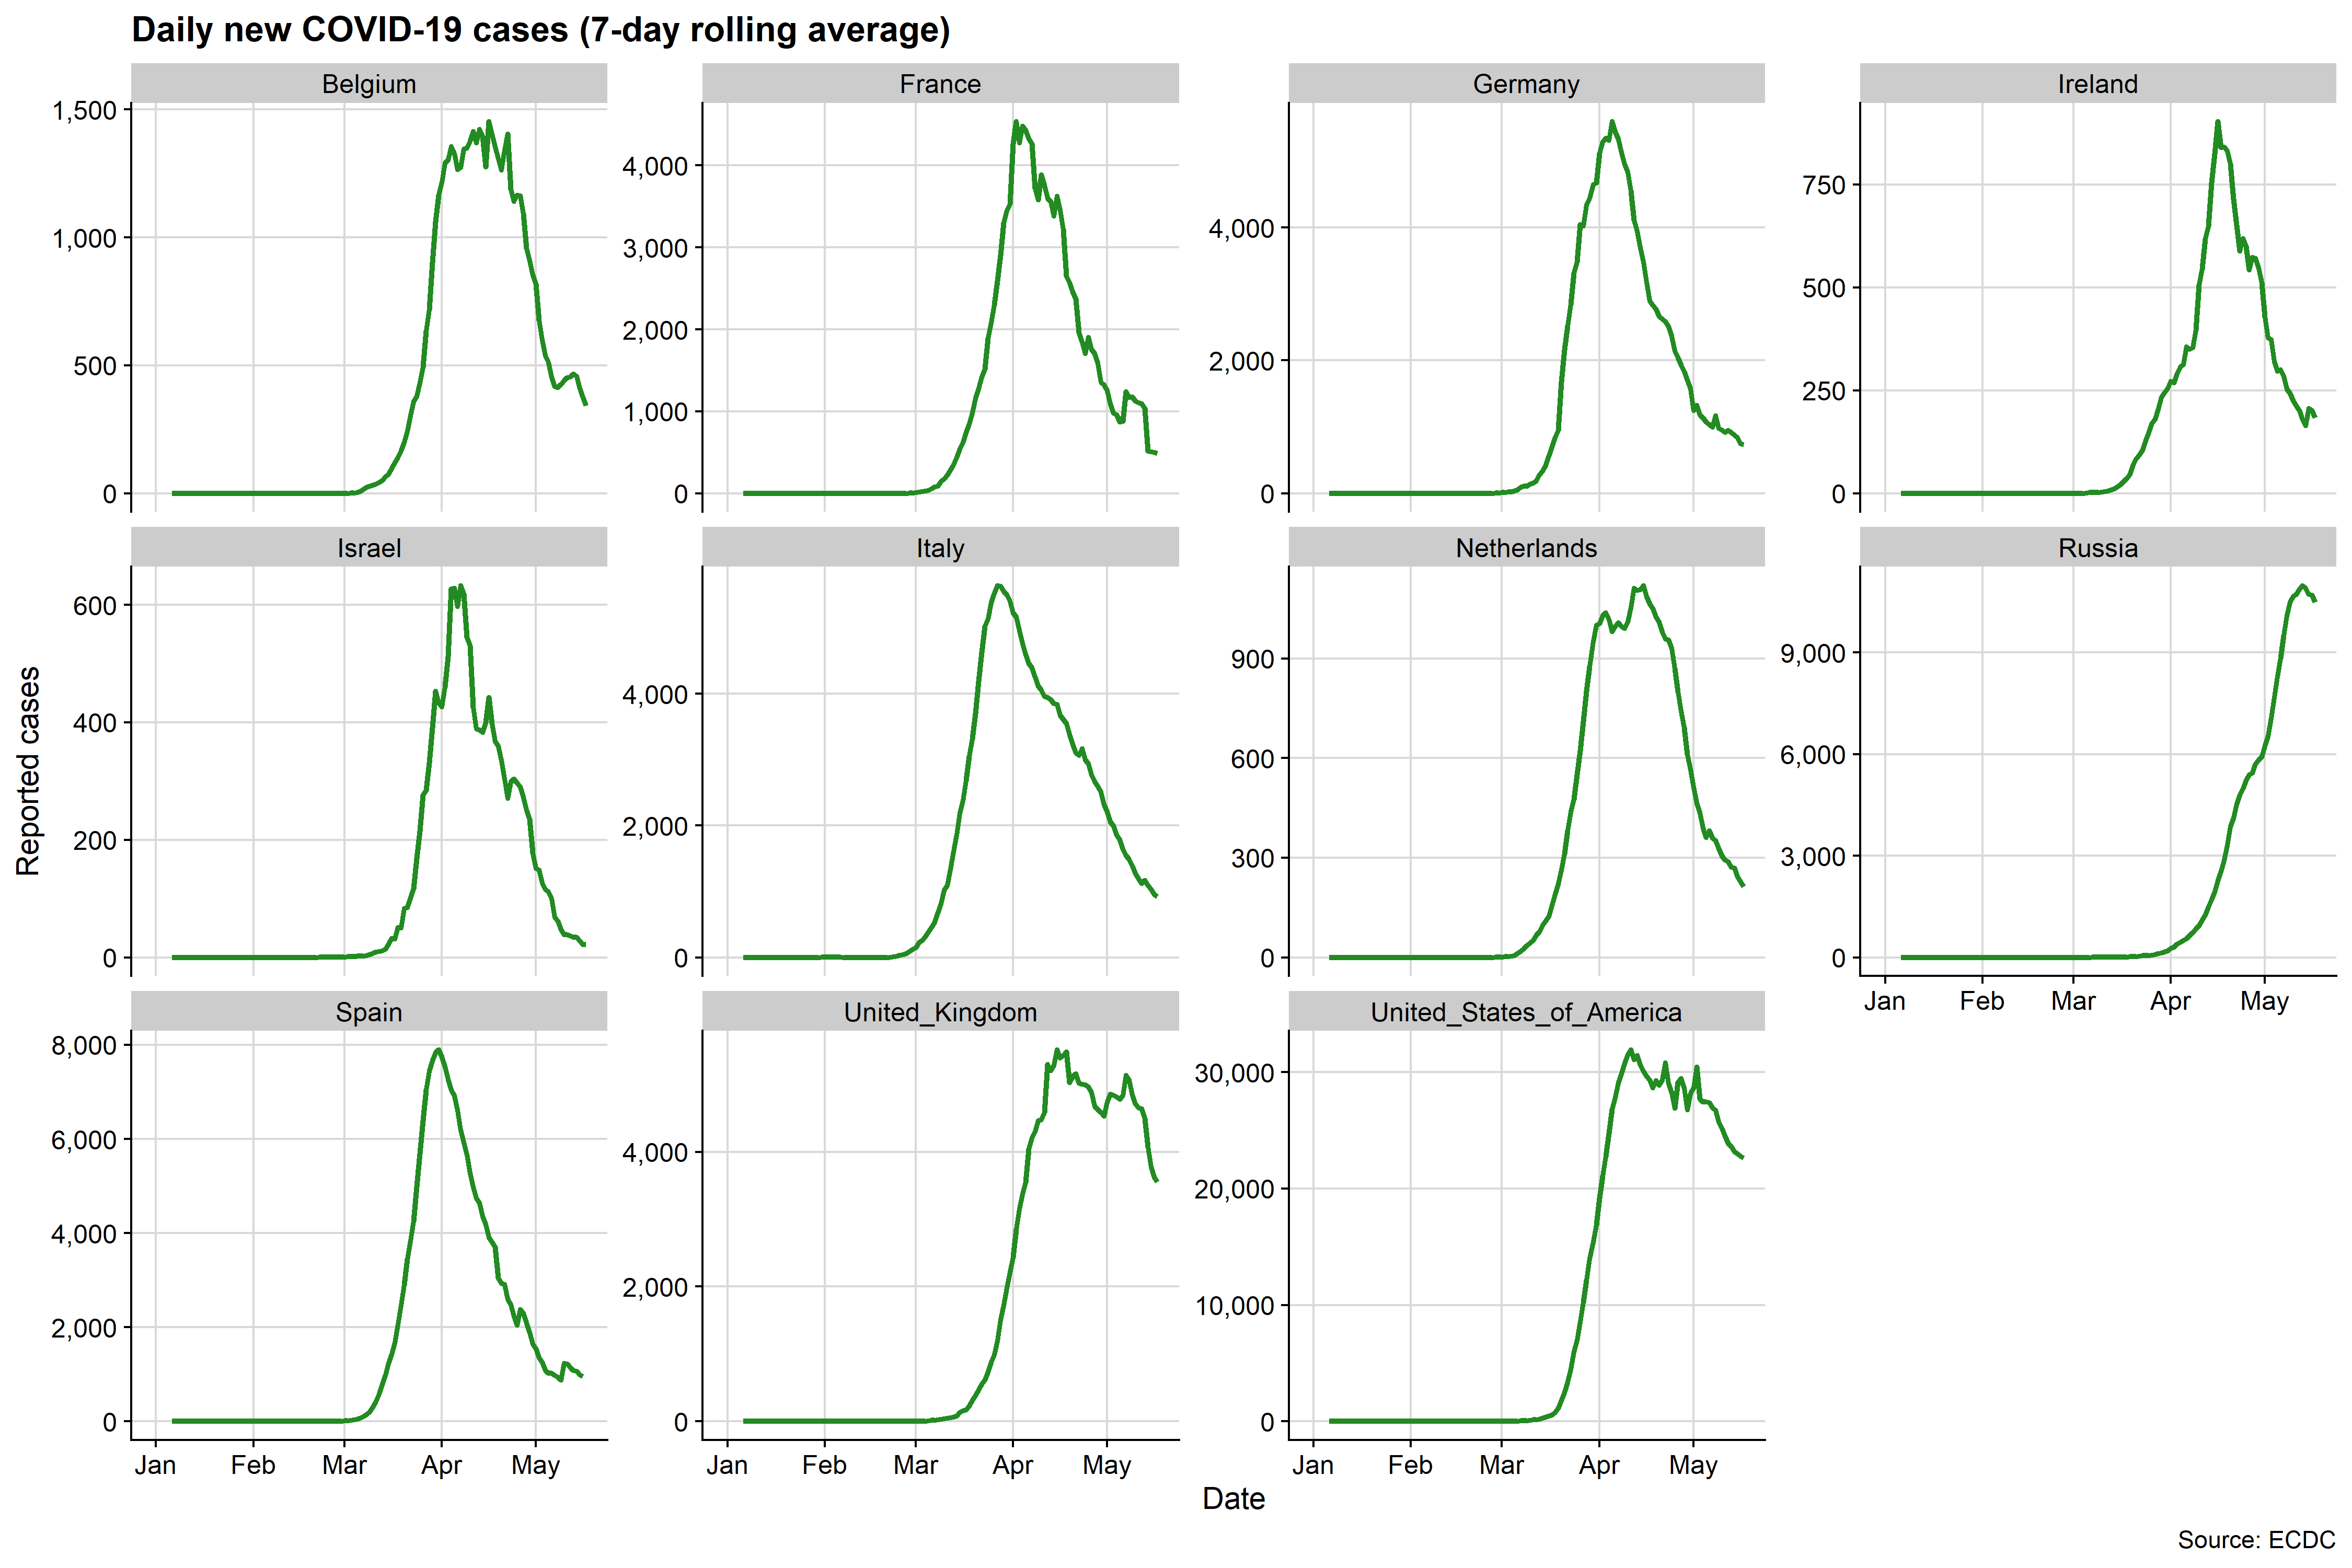 Daily new COVID-19 cases (7-day rolling average)
Belgium
France
Germany
Ireland
1,500
1,000
500
0
4,000
3,000
2,000
1,000
0
4,000
2,000
0
750
500
250
0
Israel
Italy
Netherlands
Russia
600
400
200
0
4,000
2,000
0
900
600
300
0
9,000
6,000
3,000
0
Jan Feb Mar Apr May
Reported cases
Spain
United_Kingdom
United_States_of_America
8,000
6,000
4,000
2,000
0
4,000
2,000
0
30,000
20,000
10,000
0
Jan Feb Mar Apr May
Jan Feb Mar Apr May
Jan Feb Mar Apr May
Date
Source: ECDC